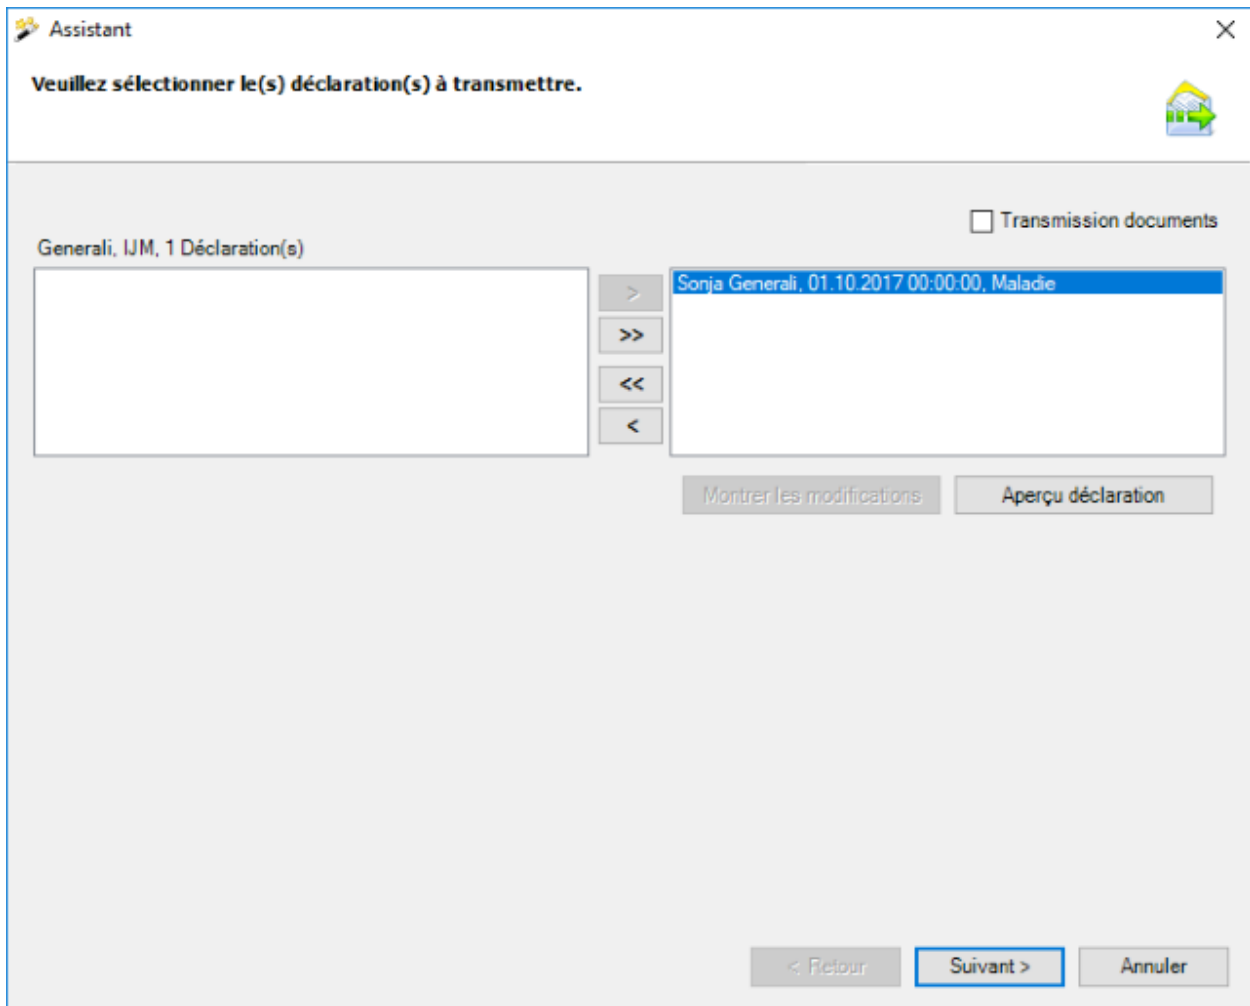 Assistant
Veuillez sélectionner le(s) déclaration(s) à transmettre.
Transmission documents
Generali, IJM, 1 Déclaration(s)
>
Sonja Generali, 01.10.2017 00:00:00, Maladie
>>
<<
<
Montrer les modifications
Aperçu déclaration
< Retour
Suivant >
Annuler